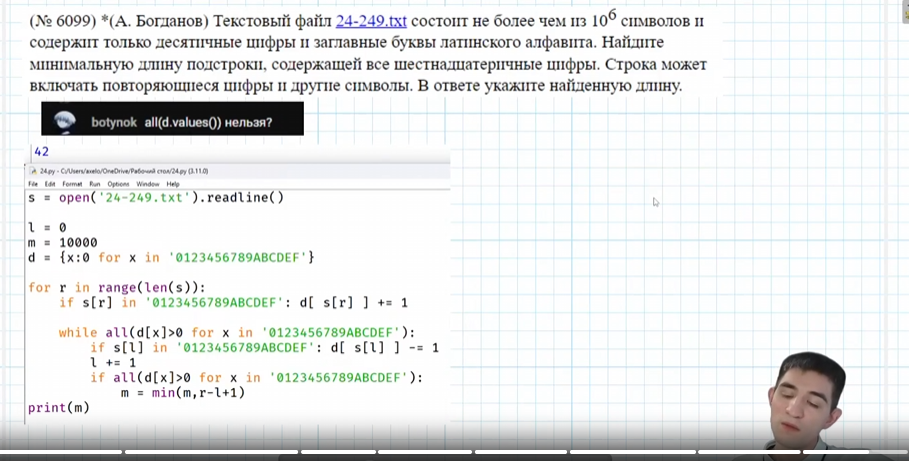 (№ 6099) *(А. Богданов) Текстовый файл 24-249.txt состоит не более чем из 10⁶ символов и
содержит только десятичные цифры и заглавные буквы латинского алфавита. Найдите
минимальную длину подстроки, содержащей все шестнадцатеричные цифры. Строка может
включать повторяющиеся цифры и другие символы. В ответе укажите найденную длину.
botynok all(d.values()) нельзя?
42
24.py - C:/Users/axelo/OneDrive/Рабочий стол/24.py (3.11.0)
File Edit Format Run Options Window Help
s = open('24-249.txt').readline()
l = 0
m = 10000
d = {x:0 for x in '0123456789ABCDEF'}
for r in range(len(s)):
    if s[r] in '0123456789ABCDEF': d[ s[r] ] += 1
    while all(d[x]>0 for x in '0123456789ABCDEF'):
        if s[l] in '0123456789ABCDEF': d[ s[l] ] -= 1
        l += 1
        if all(d[x]>0 for x in '0123456789ABCDEF'):
            m = min(m,r-l+1)
print(m)